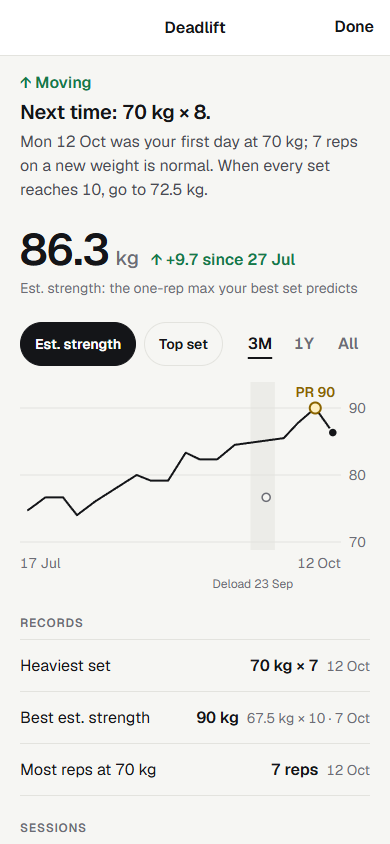 Deadlift
Done
↑ Moving
Next time: 70 kg × 8.
Mon 12 Oct was your first day at 70 kg; 7 reps
on a new weight is normal. When every set
reaches 10, go to 72.5 kg.
86.3 kg ↑ +9.7 since 27 Jul
Est. strength: the one-rep max your best set predicts
Est. strength
Top set
3M
1Y
All
PR 90
90
80
70
17 Jul
12 Oct
Deload 23 Sep
RECORDS
Heaviest set 70 kg × 7 12 Oct
Best est. strength 90 kg 67.5 kg × 10 · 7 Oct
Most reps at 70 kg 7 reps 12 Oct
SESSIONS